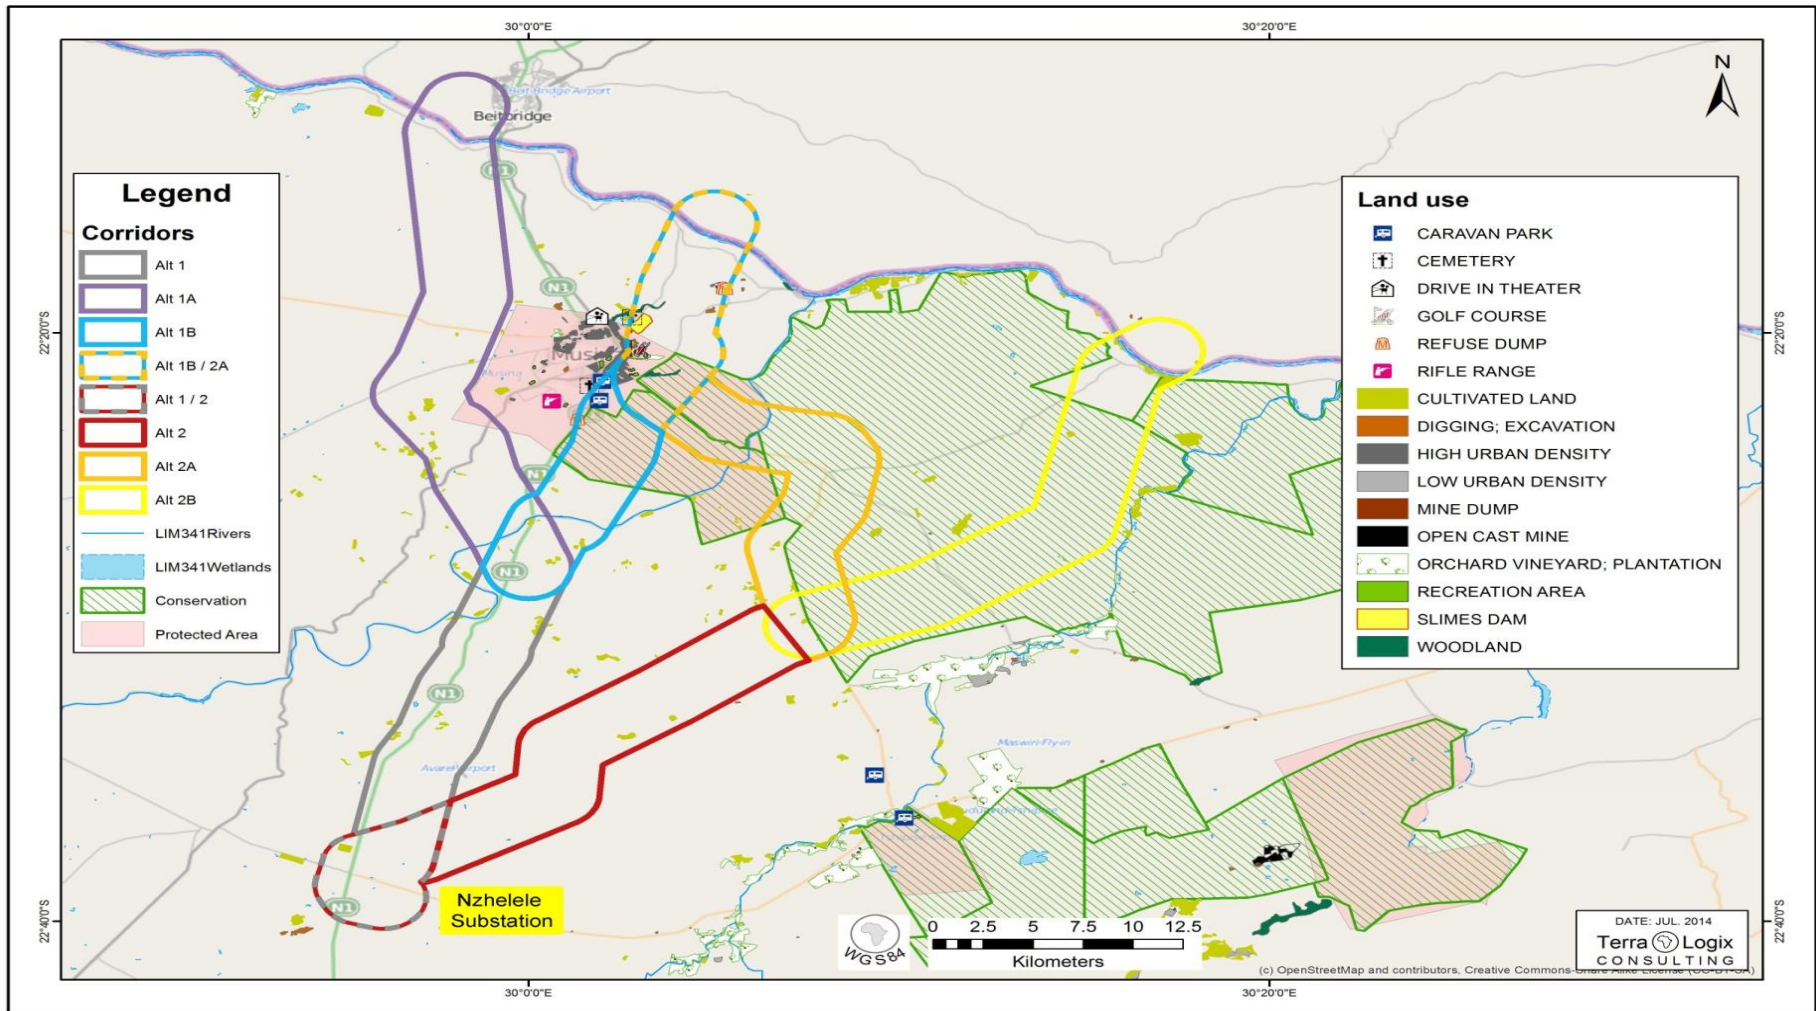 30°0'0"E
30°20'0"E
N
Beitbridge
N1
Legend
Corridors
Alt 1
Alt 1A
Alt 1B
Alt 1B / 2A
Alt 1 / 2
Alt 2
Alt 2A
Alt 2B
LIM341Rivers
LIM341Wetlands
Conservation
Protected Area
Land use
CARAVAN PARK
CEMETERY
DRIVE IN THEATER
GOLF COURSE
REFUSE DUMP
RIFLE RANGE
CULTIVATED LAND
DIGGING; EXCAVATION
HIGH URBAN DENSITY
LOW URBAN DENSITY
MINE DUMP
OPEN CAST MINE
ORCHARD VINEYARD; PLANTATION
RECREATION AREA
SLIMES DAM
WOODLAND
N1
22°20'0"S
22°20'0"S
Musina
N1
N1
N1
Nzhelele
Substation
N1
22°40'0"S
22°40'0"S
WGS84
0 2.5 5 7.5 10 12.5
Kilometers
DATE: JUL. 2014
Terra Logix
CONSULTING
(c) OpenStreetMap and contributors, Creative Commons-Share Alike License (CC-BY-SA)
30°0'0"E
30°20'0"E